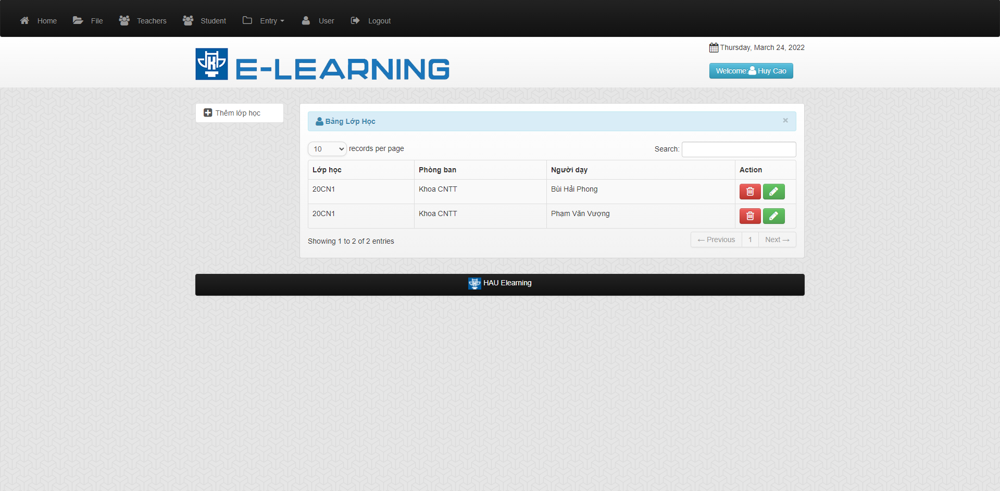 Home File Teachers Student Entry User Logout
Thursday, March 24, 2022
E-LEARNING
Welcome: Huy Cao
Thêm lớp học
Bảng Lớp Học ×
10 records per page Search:
Lớp học Phòng ban Người dạy Action
20CN1 Khoa CNTT Bùi Hải Phong
20CN1 Khoa CNTT Phạm Văn Vượng
Showing 1 to 2 of 2 entries ← Previous 1 Next →
HAU Elearning